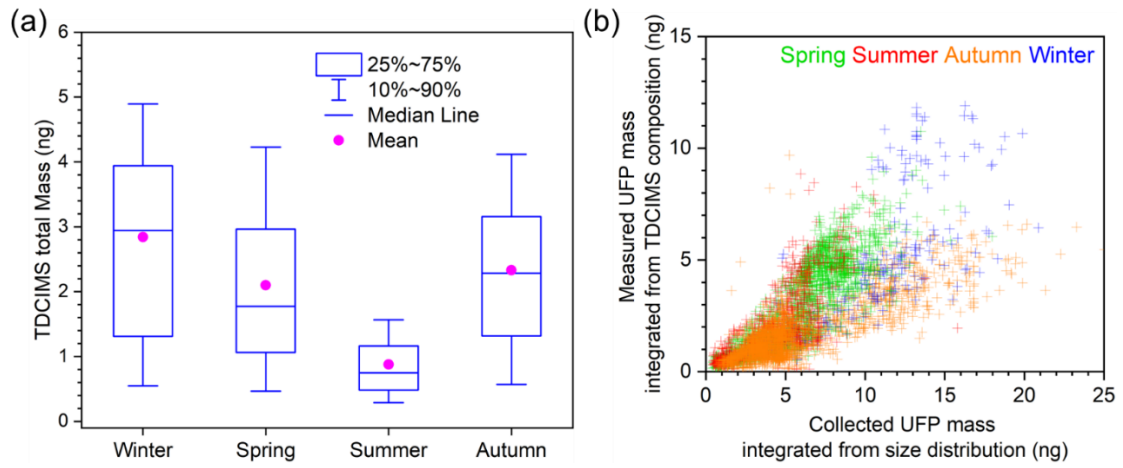 (a)
TDCIMS total Mass (ng)
6
5
4
3
2
1
0
25%~75%
10%~90%
Median Line
Mean
Winter Spring Summer Autumn
(b)
Measured UFP mass
integrated from TDCIMS composition (ng)
15
10
5
0
Spring Summer Autumn Winter
0 5 10 15 20 25
Collected UFP mass
integrated from size distribution (ng)